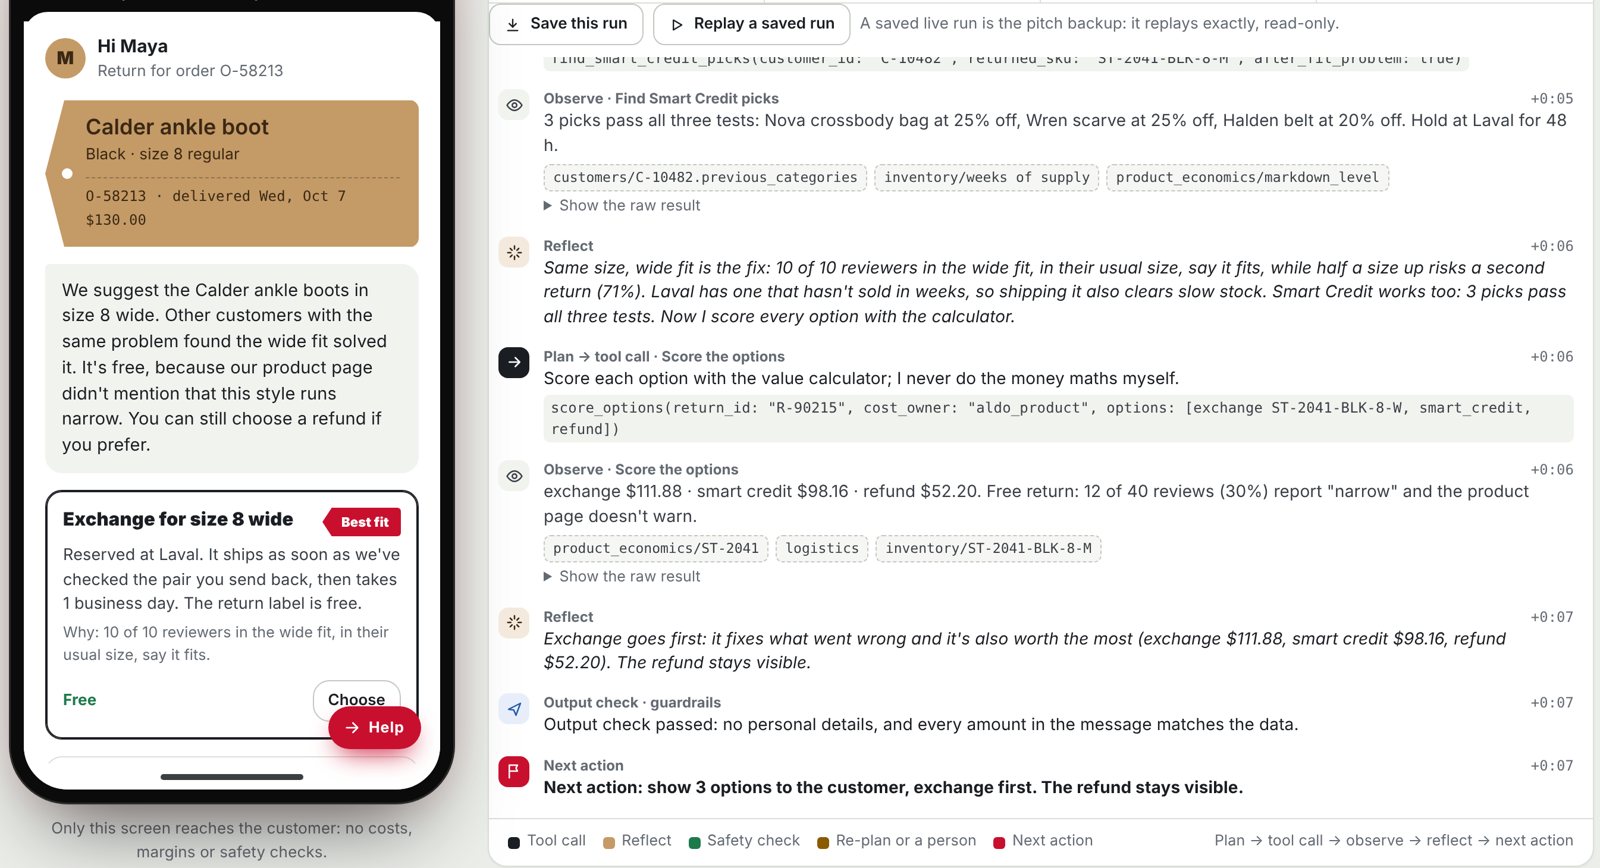 Hi Maya
M
Return for order O-58213
Calder ankle boot
Black · size 8 regular
O-58213 · delivered Wed, Oct 7
$130.00
We suggest the Calder ankle boots in
size 8 wide. Other customers with the
same problem found the wide fit solved
it. It's free, because our product page
didn't mention that this style runs
narrow. You can still choose a refund if
you prefer.
Exchange for size 8 wide
Best fit
Reserved at Laval. It ships as soon as we've
checked the pair you send back, then takes
1 business day. The return label is free.
Why: 10 of 10 reviewers in the wide fit, in their
usual size, say it fits.
Free
Choose
→ Help
Only this screen reaches the customer: no costs,
margins or safety checks.
Save this run
Replay a saved run
A saved live run is the pitch backup: it replays exactly, read-only.
find_smart_credit_picks(customer_id: "C-10482", returned_sku: "ST-2041-BLK-8-M", after_fit_problem: true)
Observe · Find Smart Credit picks
+0:05
3 picks pass all three tests: Nova crossbody bag at 25% off, Wren scarve at 25% off, Halden belt at 20% off. Hold at Laval for 48
h.
customers/C-10482.previous_categories
inventory/weeks of supply
product_economics/markdown_level
▶ Show the raw result
Reflect
+0:06
Same size, wide fit is the fix: 10 of 10 reviewers in the wide fit, in their usual size, say it fits, while half a size up risks a second
return (71%). Laval has one that hasn't sold in weeks, so shipping it also clears slow stock. Smart Credit works too: 3 picks pass
all three tests. Now I score every option with the calculator.
Plan → tool call · Score the options
+0:06
Score each option with the value calculator; I never do the money maths myself.
score_options(return_id: "R-90215", cost_owner: "aldo_product", options: [exchange ST-2041-BLK-8-W, smart_credit,
refund])
Observe · Score the options
+0:06
exchange $111.88 · smart credit $98.16 · refund $52.20. Free return: 12 of 40 reviews (30%) report "narrow" and the product
page doesn't warn.
product_economics/ST-2041
logistics
inventory/ST-2041-BLK-8-M
▶ Show the raw result
Reflect
+0:07
Exchange goes first: it fixes what went wrong and it's also worth the most (exchange $111.88, smart credit $98.16, refund
$52.20). The refund stays visible.
Output check · guardrails
+0:07
Output check passed: no personal details, and every amount in the message matches the data.
Next action
+0:07
Next action: show 3 options to the customer, exchange first. The refund stays visible.
Tool call
Reflect
Safety check
Re-plan or a person
Next action
Plan → tool call → observe → reflect → next action